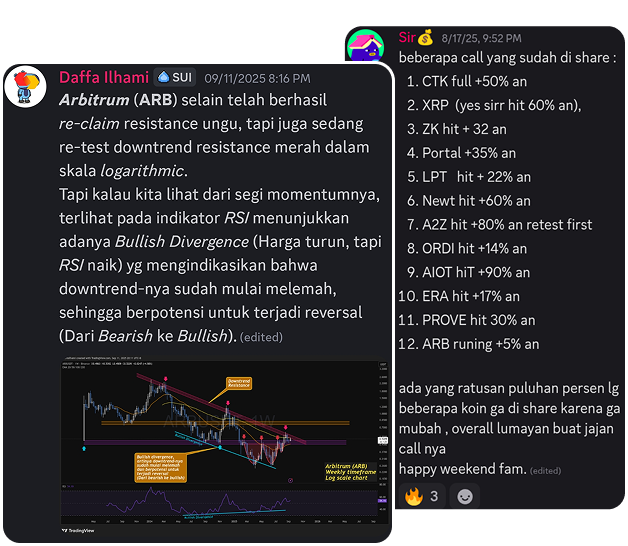 Daffa Ilhami SUI 09/11/2025 8:16 PM
Arbitrum (ARB) selain telah berhasil
re-claim resistance ungu, tapi juga sedang
re-test downtrend resistance merah dalam
skala logarithmic.
Tapi kalau kita lihat dari segi momentumnya,
terlihat pada indikator RSI menunjukkan
adanya Bullish Divergence (Harga turun, tapi
RSI naik) yg mengindikasikan bahwa
downtrend-nya sudah mulai melemah,
sehingga berpotensi untuk terjadi reversal
(Dari Bearish ke Bullish). (edited)
Downtrend
Resistance
Bullish divergence,
artinya downtrend-nya
sudah mulai melemah
dan berpotensi untuk
terjadi reversal
(Dari bearish ke bullish)
Arbitrum (ARB)
Weekly timeframe
Log scale chart
TradingView
Sir 8/17/25, 9:52 PM
beberapa call yang sudah di share :
1. CTK full +50% an
2. XRP (yes sirr hit 60% an),
3. ZK hit + 32 an
4. Portal +35% an
5. LPT hit + 22% an
6. Newt hit +60% an
7. A2Z hit +80% an retest first
8. ORDI hit +14% an
9. AIOT hiT +90% an
10. ERA hit +17% an
11. PROVE hit 30% an
12. ARB runing +5% an
ada yang ratusan puluhan persen lg
beberapa koin ga di share karena ga
mubah , overall lumayan buat jajan
call nya
happy weekend fam. (edited)
3